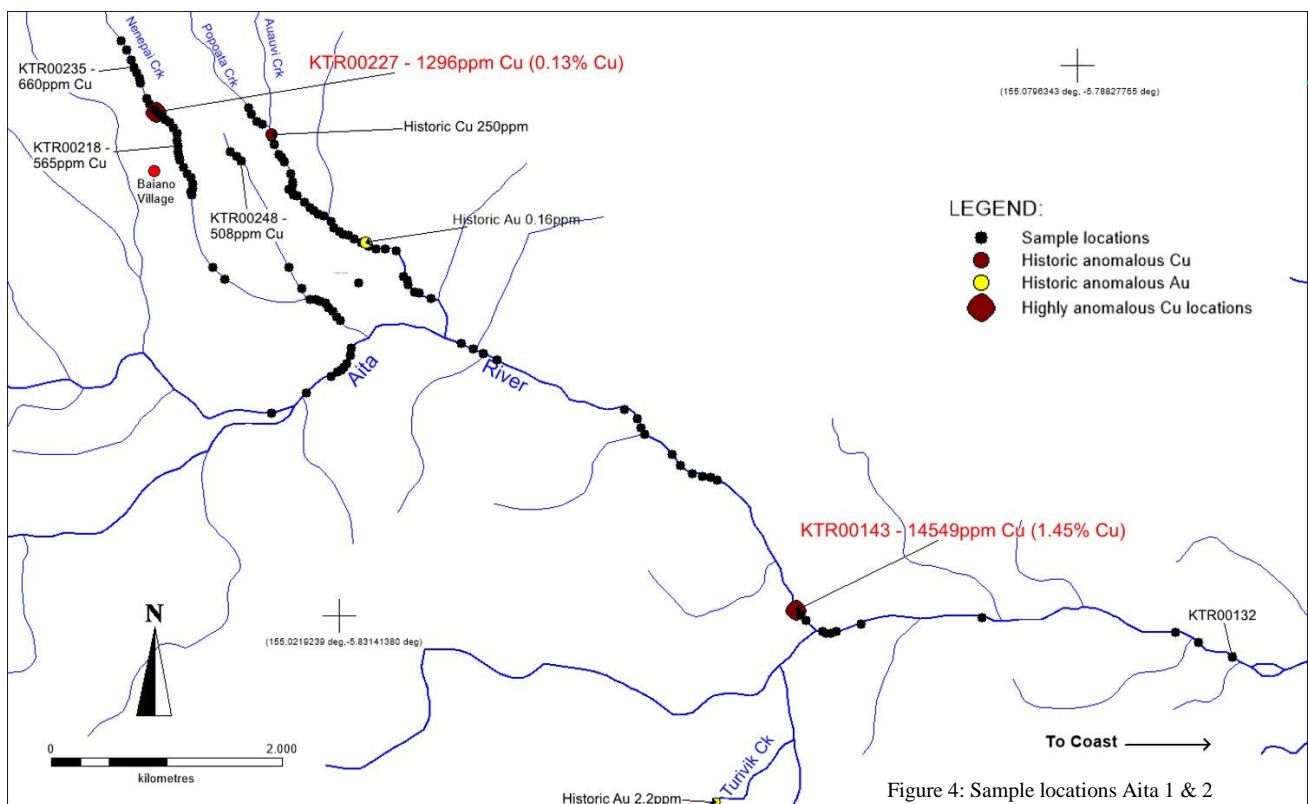 Nenepai Crk
Popoata Crk
Auauvi Crk
KTR00235 -
660ppm Cu
KTR00227 - 1296ppm Cu (0.13% Cu)
(155.0796343 deg, -5.78827755)
Historic Cu 250ppm
KTR00218 -
565ppm Cu
Baiano
Village
KTR00248 -
508ppm Cu
Historic Au 0.16ppm
LEGEND:
Sample locations
Historic anomalous Cu
Historic anomalous Au
Highly anomalous Cu locations
Aita
River
KTR00143 - 14549ppm Cu (1.45% Cu)
N
(155.0219239 deg,-5.83141380 deg)
KTR00132
0
2.000
kilometres
To Coast
Turivik Ck
Historic Au 2.2ppm
Figure 4: Sample locations Aita 1 & 2